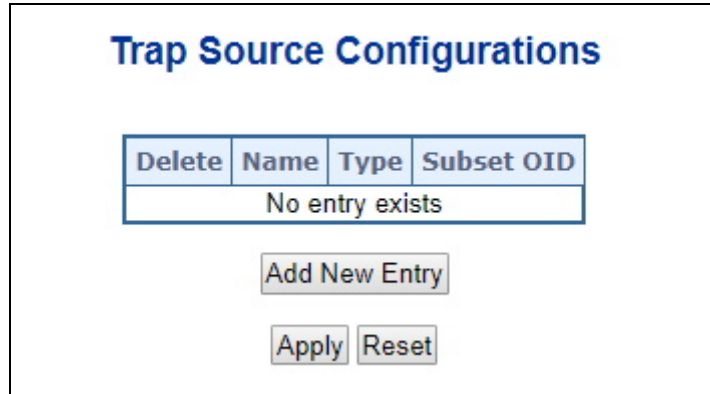 Trap Source Configurations
Delete Name Type Subset OID
No entry exists
Add New Entry
Apply Reset